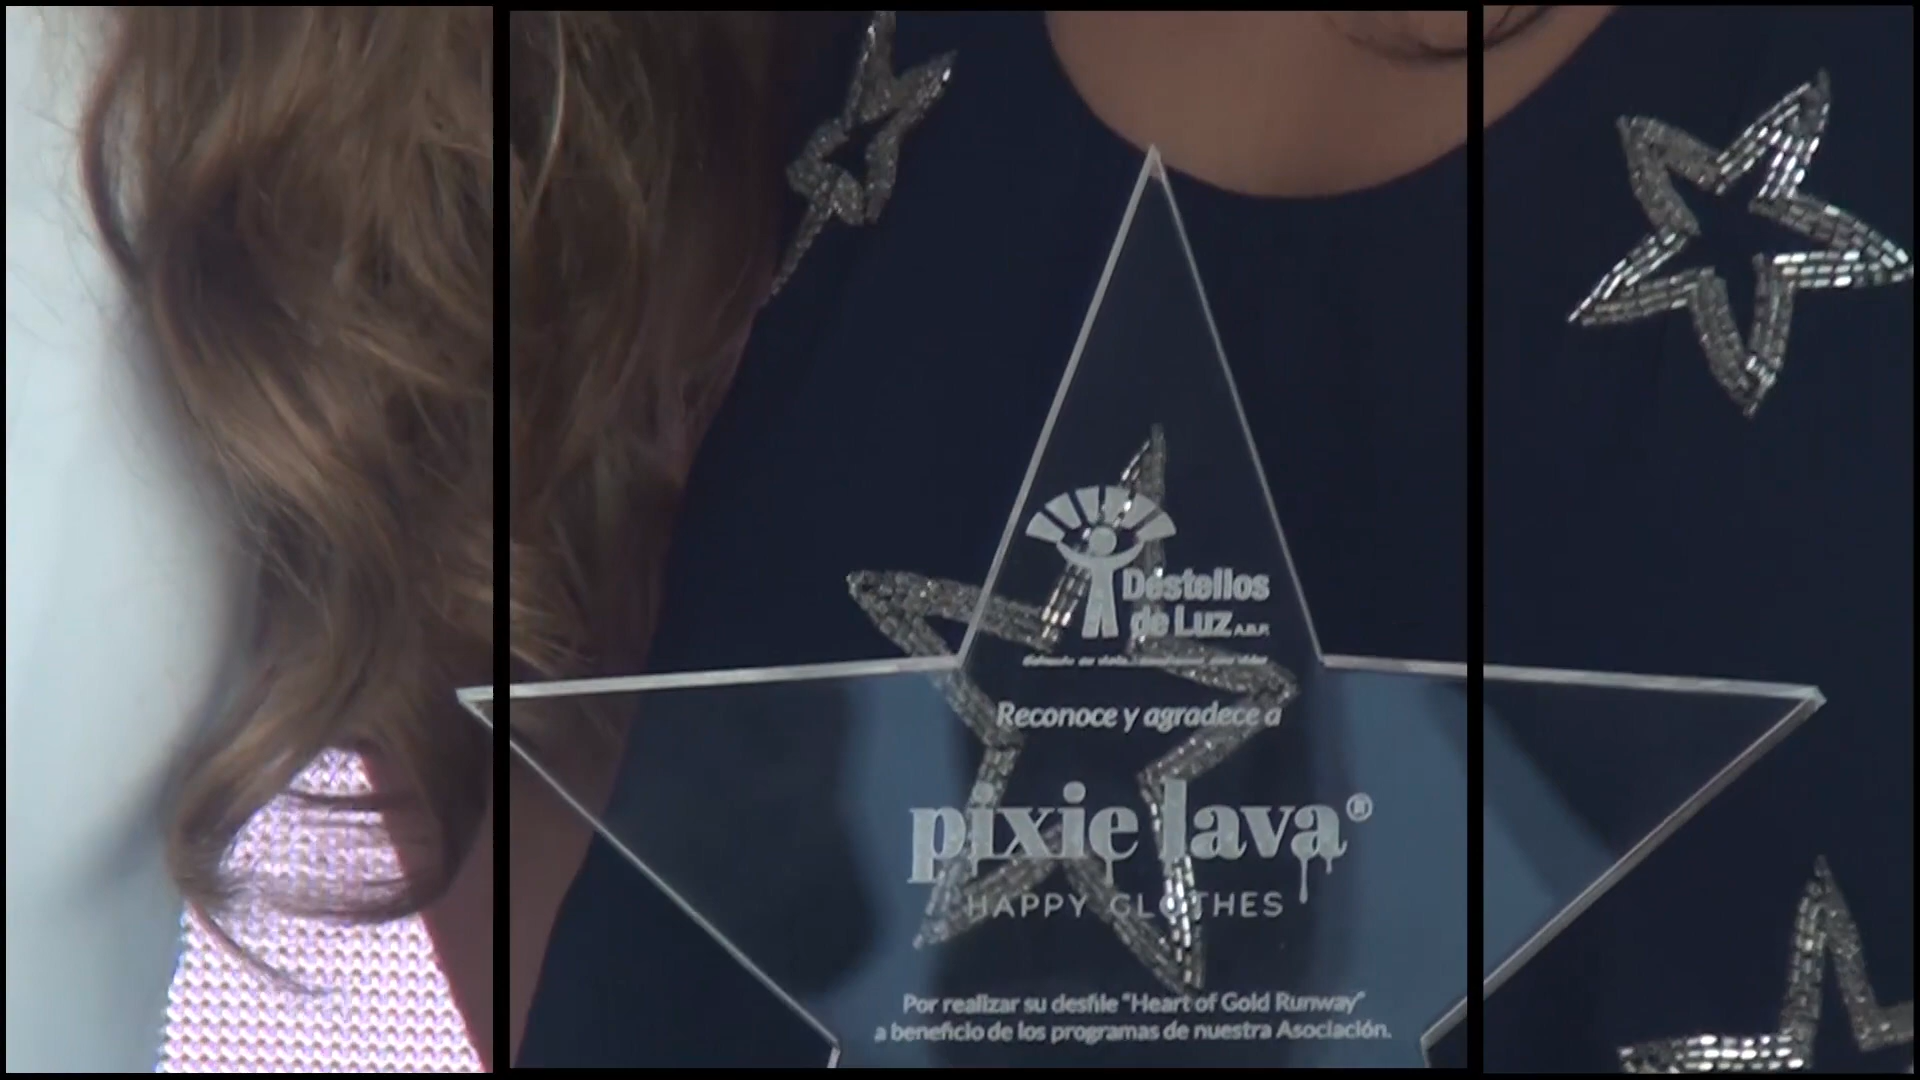 Destellos
de Luz A.B.P.
Reconoce y agradece a
pixie lava®
HAPPY CLOTHES
Por realizar su desfile "Heart of Gold Runway"
a beneficio de los programas de nuestra Asociación.